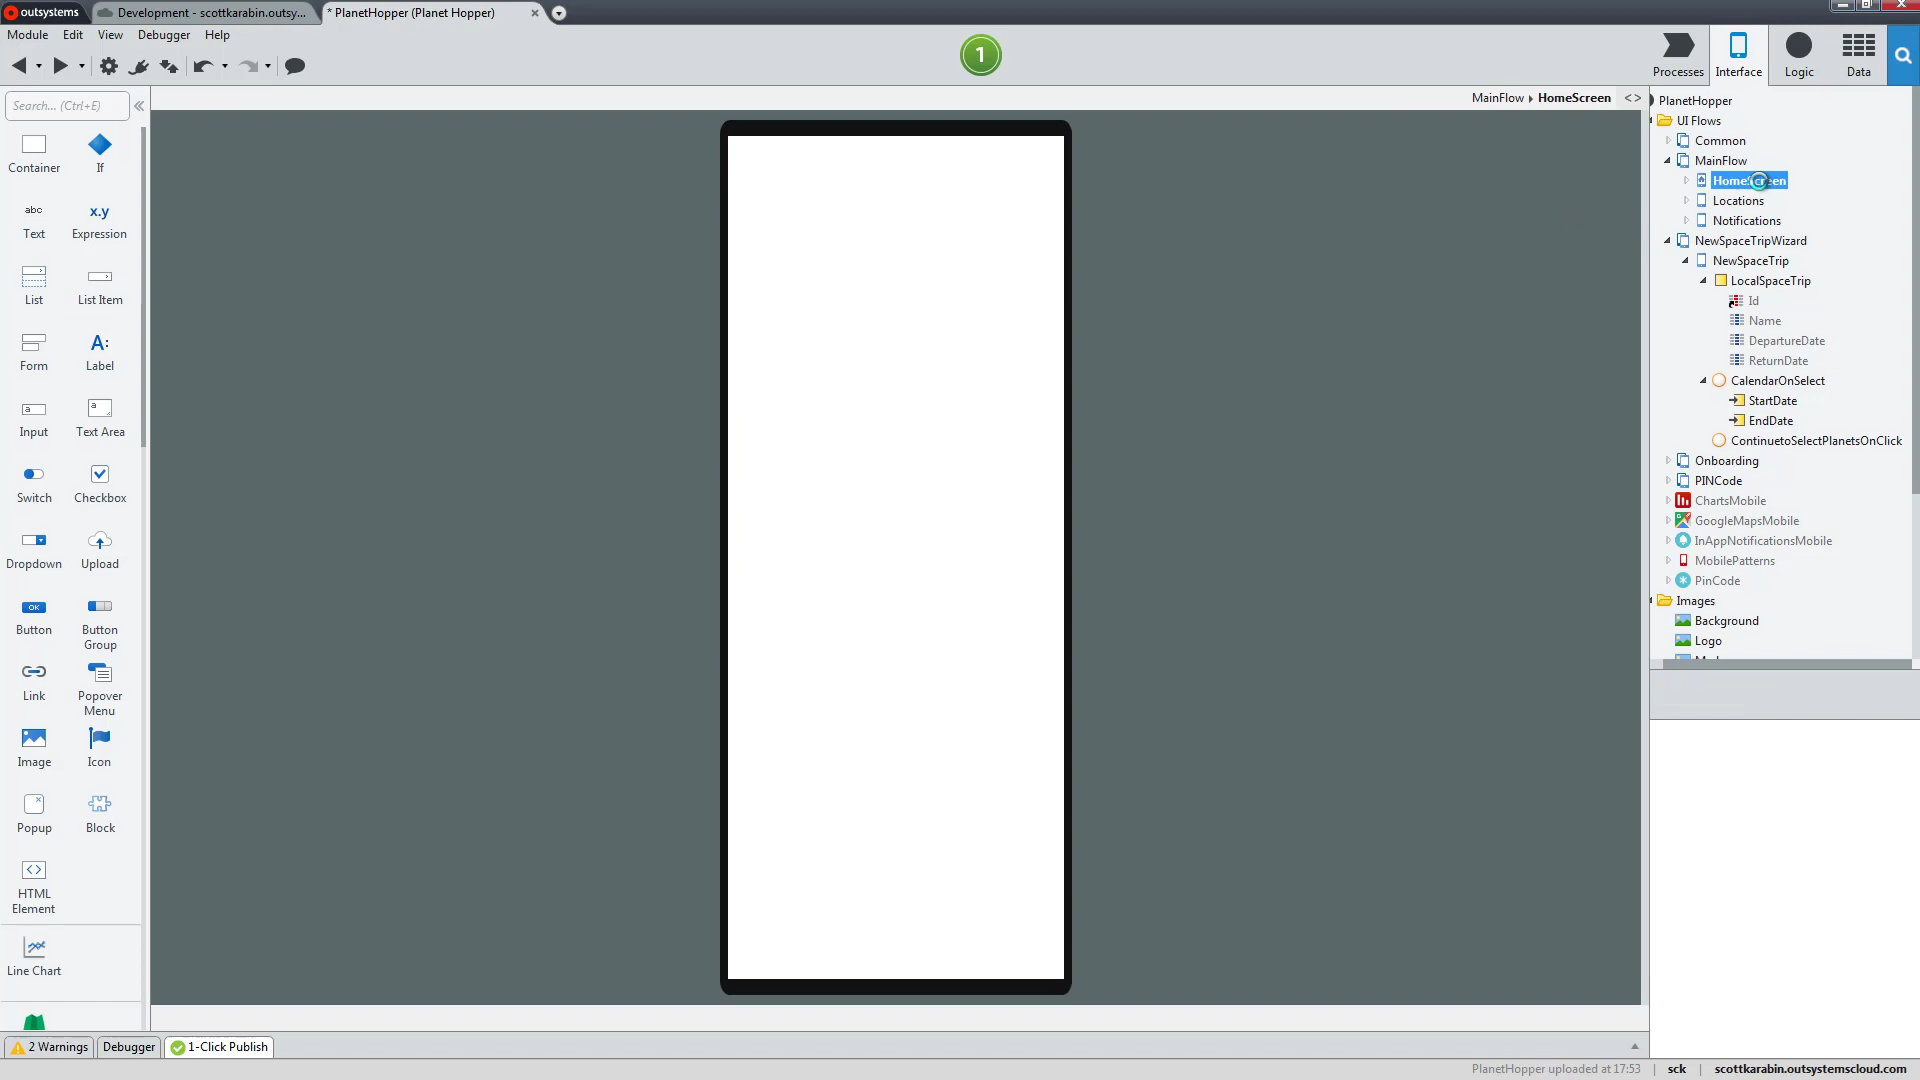 outsystems
Development - scottkarabin.outsy...
* PlanetHopper (Planet Hopper)
Module
Edit
View
Debugger
Help
1
Processes
Interface
Logic
Data
Search... (Ctrl+E)
MainFlow
HomeScreen
<>
Container
If
abc
Text
x.y
Expression
List
List Item
Form
A:
Label
a
Input
a
Text Area
Switch
Checkbox
Dropdown
Upload
OK
Button
Button
Group
Link
Popover
Menu
Image
Icon
Popup
Block
HTML
Element
Line Chart
PlanetHopper
UI Flows
Common
MainFlow
HomeScreen
Locations
Notifications
NewSpaceTripWizard
NewSpaceTrip
LocalSpaceTrip
Id
Name
DepartureDate
ReturnDate
CalendarOnSelect
StartDate
EndDate
ContinuetoSelectPlanetsOnClick
Onboarding
PINCode
ChartsMobile
GoogleMapsMobile
InAppNotificationsMobile
MobilePatterns
PinCode
Images
Background
Logo
2 Warnings
Debugger
1-Click Publish
PlanetHopper uploaded at 17:53
sck
scottkarabin.outsystemscloud.com